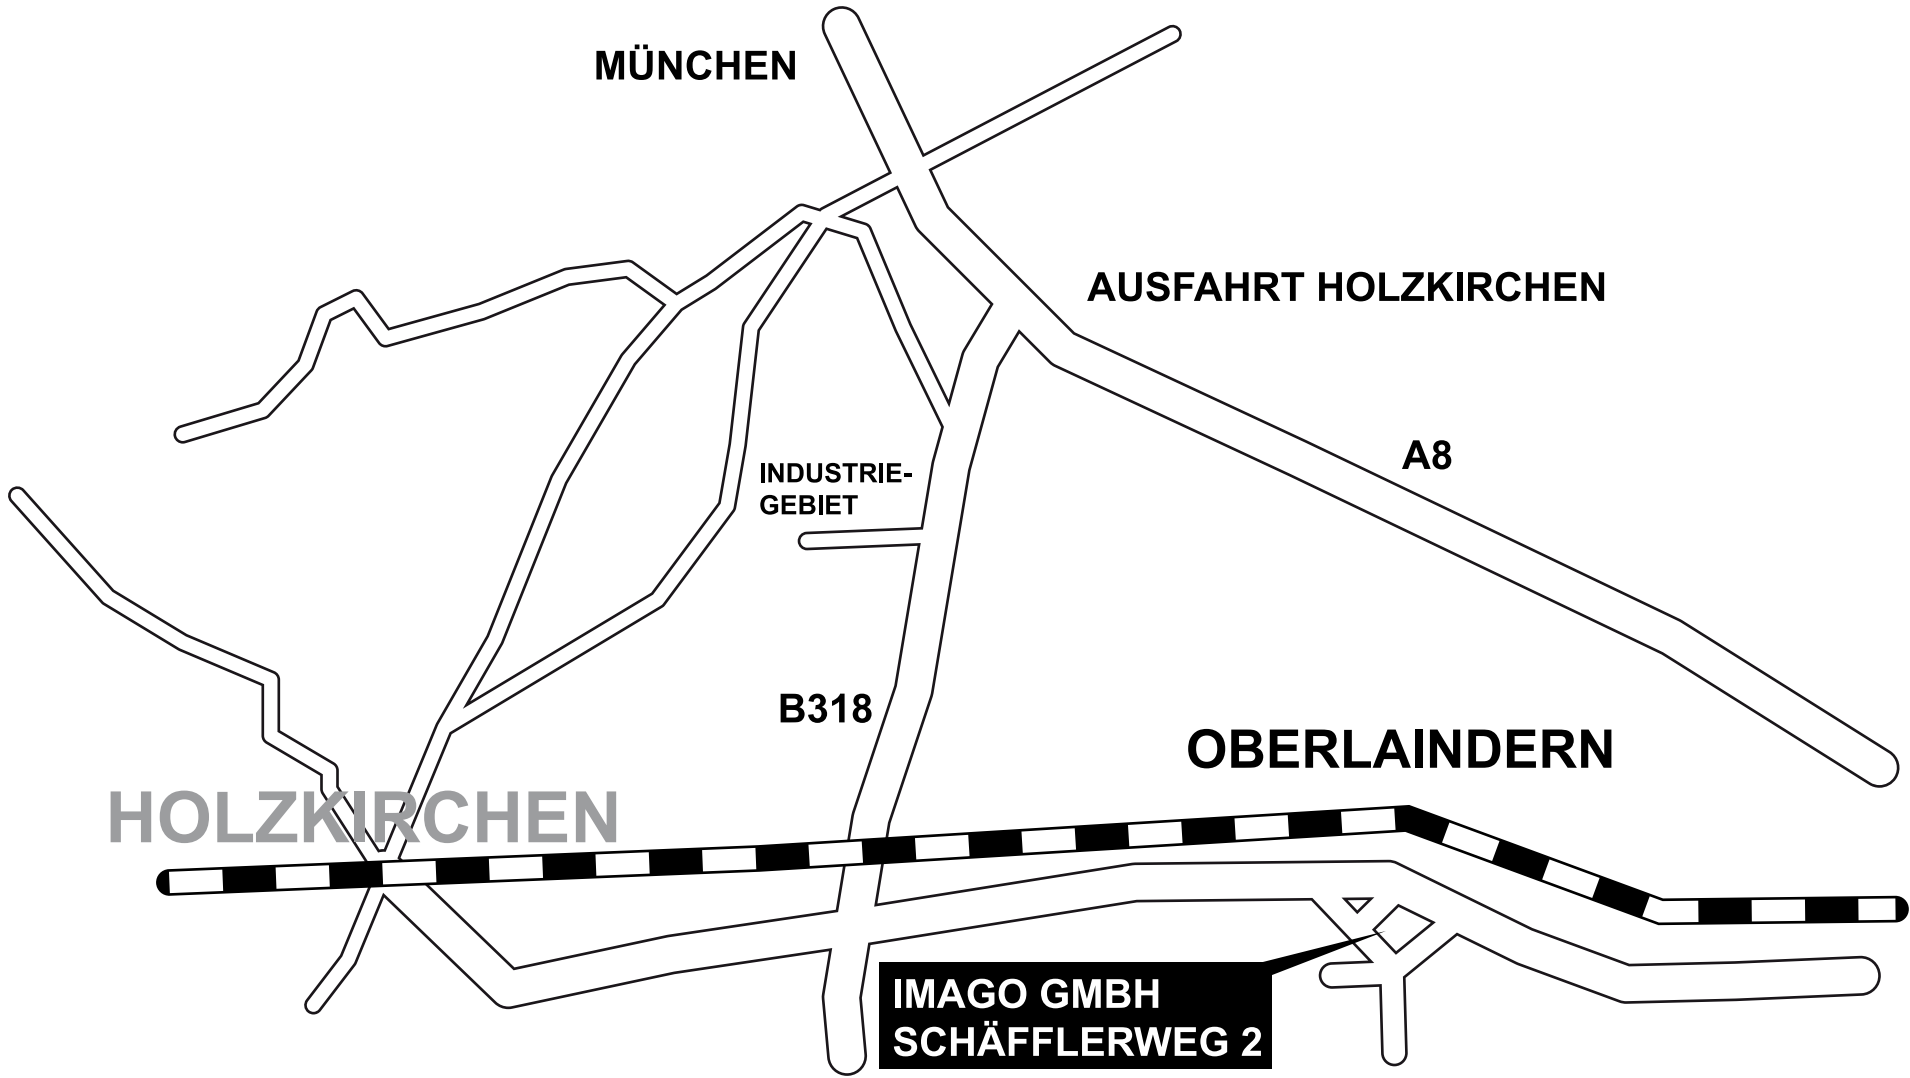 MÜNCHEN
AUSFAHRT HOLZKIRCHEN
A8
INDUSTRIE-
GEBIET
B318
OBERLAINDERN
HOLZKIRCHEN
IMAGO GMBH
SCHÄFFLERWEG 2